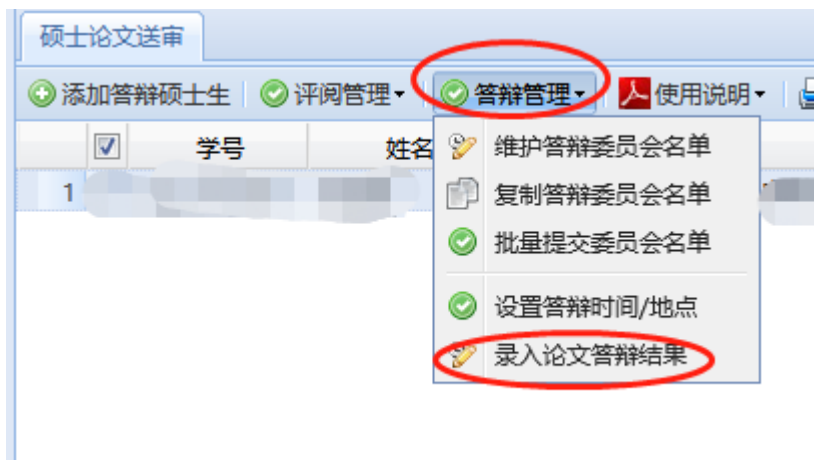 硕士论文送审
添加答辩硕士生 评阅管理 答辩管理 使用说明
学号 姓名
1
维护答辩委员会名单
复制答辩委员会名单
批量提交委员会名单
设置答辩时间/地点
录入论文答辩结果